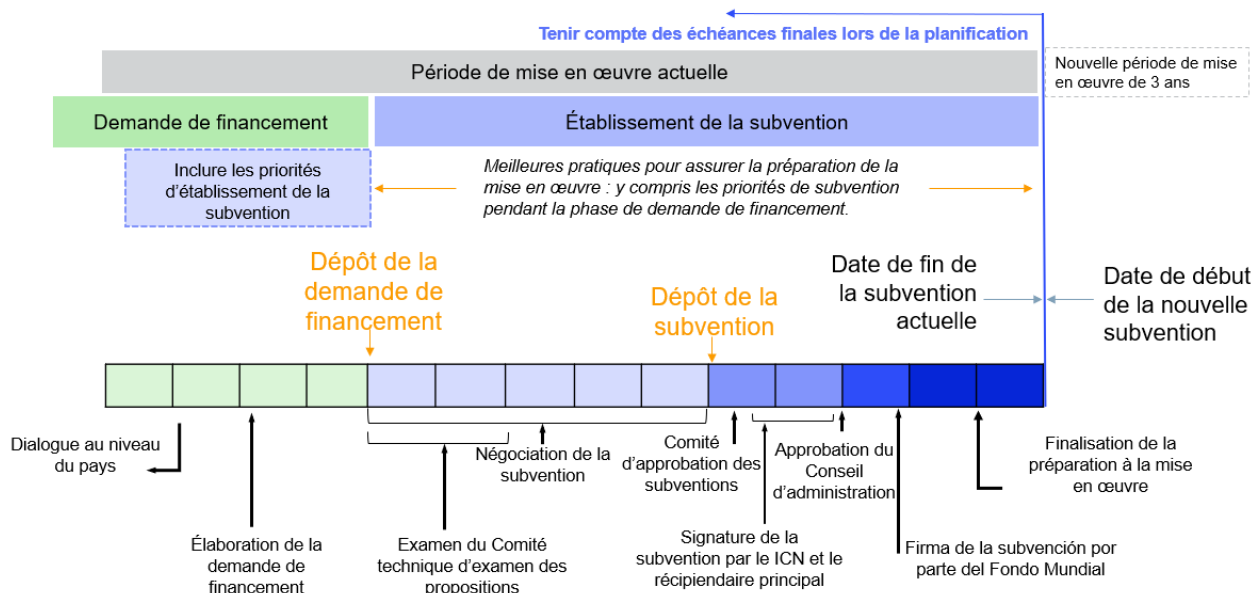 Tenir compte des échéances finales lors de la planification
Période de mise en œuvre actuelle
Nouvelle période de mise
en œuvre de 3 ans
Demande de financement
Établissement de la subvention
Inclure les priorités
d’établissement de la
subvention
Meilleures pratiques pour assurer la préparation de la
mise en œuvre : y compris les priorités de subvention
pendant la phase de demande de financement.
Dépôt de la
demande de
financement
Dépôt de la
subvention
Date de fin de
la subvention
actuelle
Date de début
de la nouvelle
subvention
Dialogue au niveau
du pays
Élaboration de la
demande de
financement
Examen du Comité
technique d’examen des
propositions
Négociation de la
subvention
Comité
d’approbation des
subventions
Signature de la
subvention par le ICN et le
récipiendaire principal
Approbation du
Conseil
d’administration
Firma de la subvención por
parte del Fondo Mundial
Finalisation de la
préparation à la mise
en œuvre